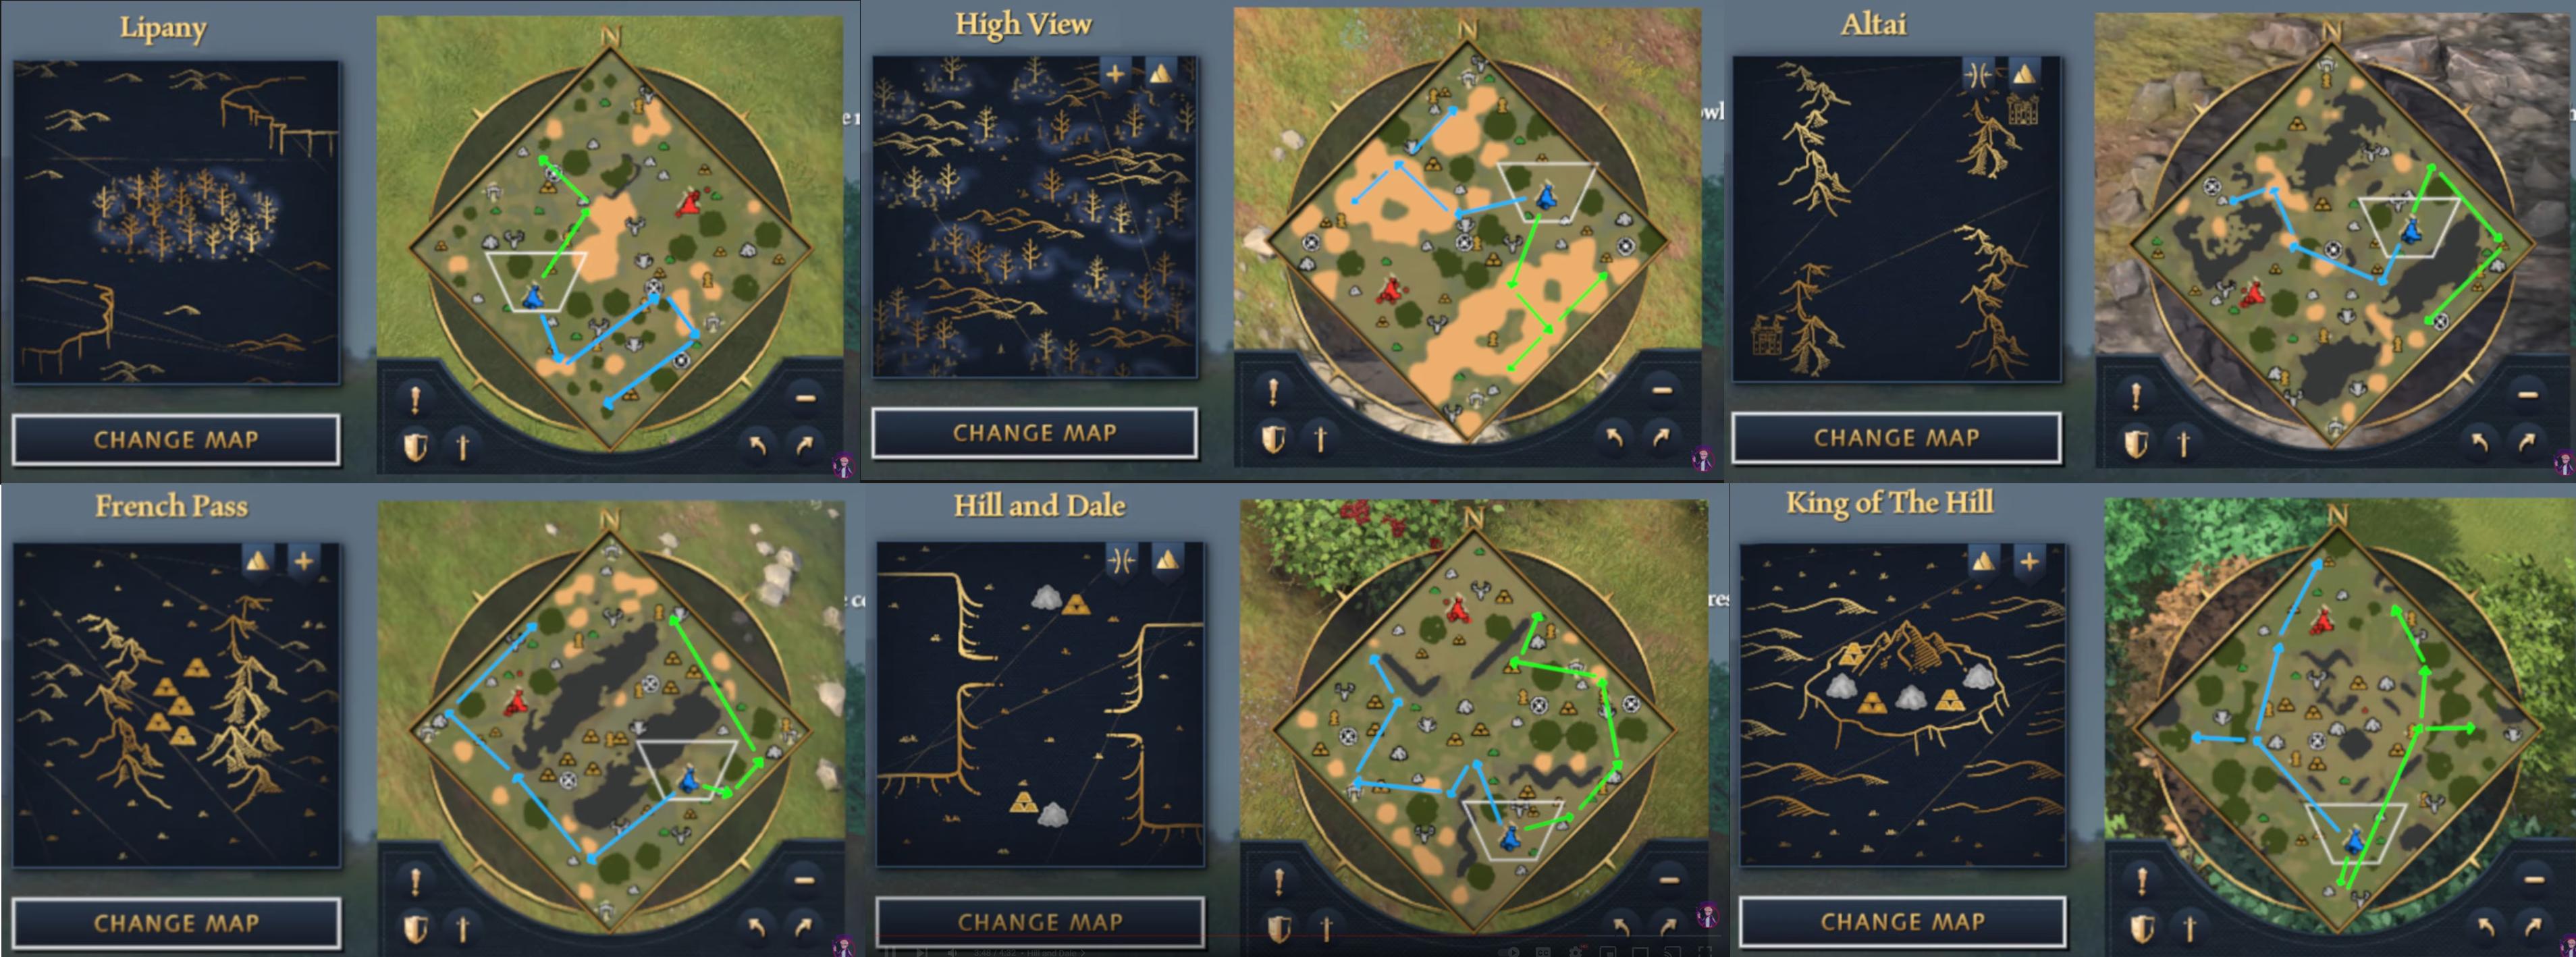 Lipany
N
CHANGE MAP
High View
N
CHANGE MAP
Altai
N
CHANGE MAP
French Pass
N
CHANGE MAP
Hill and Dale
N
CHANGE MAP
King of The Hill
N
CHANGE MAP